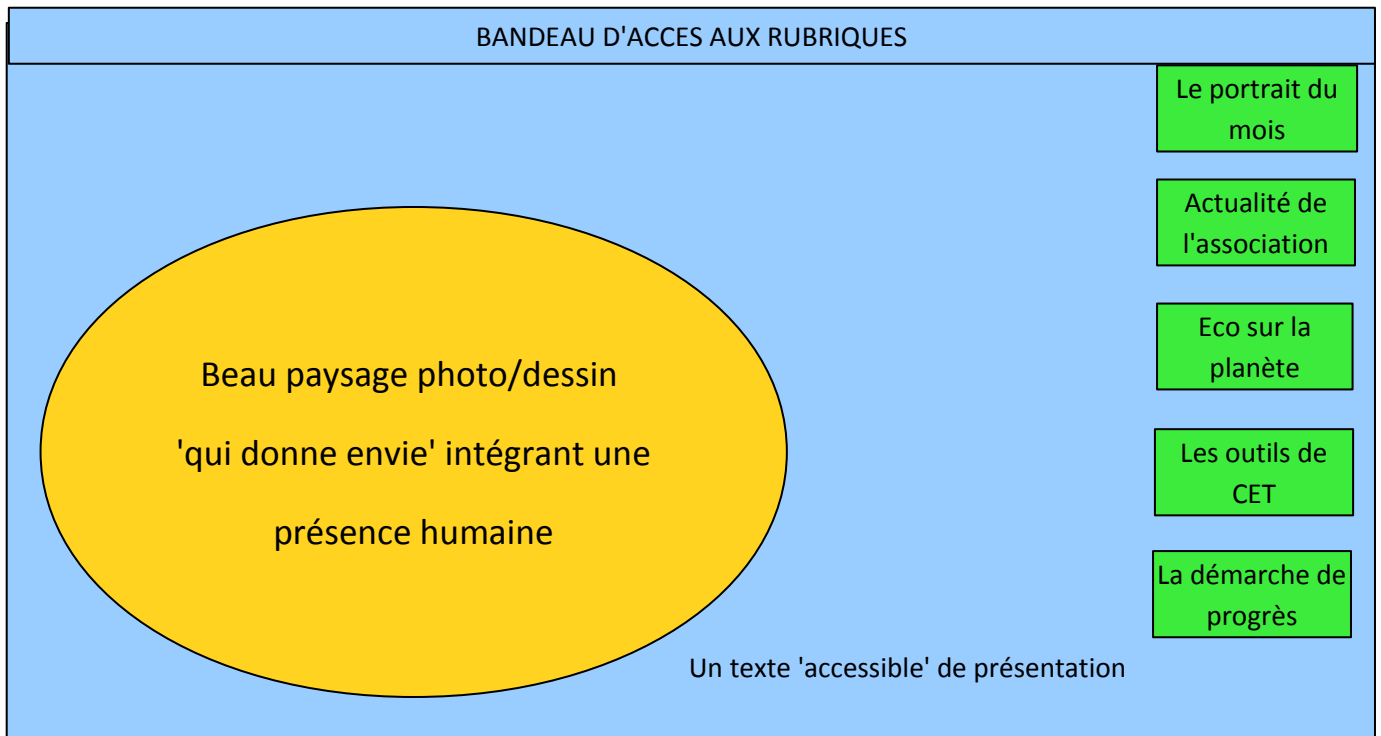 BANDEAU D'ACCES AUX RUBRIQUES
Le portrait du
mois
Actualité de
l'association
Eco sur la
planète
Les outils de
CET
La démarche de
progrès
Beau paysage photo/dessin
'qui donne envie' intégrant une
présence humaine
Un texte 'accessible' de présentation